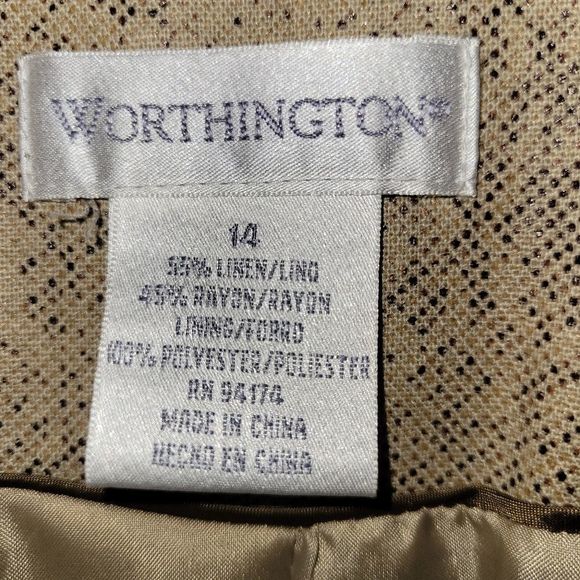 WORTHINGTON®
14
55% LINEN/LINO
45% RAYON/RAYON
LINING/FORRO
100% POLYESTER/POLIESTER
RN 94174
MADE IN CHINA
HECHO EN CHINA